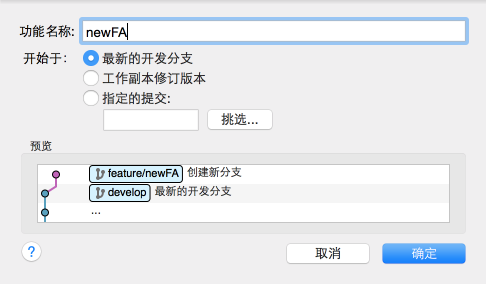 功能名称: newFA
开始于: 最新的开发分支
工作副本修订版本
指定的提交:
挑选...
预览
feature/newFA 创建新分支
develop 最新的开发分支
...
? 取消 确定